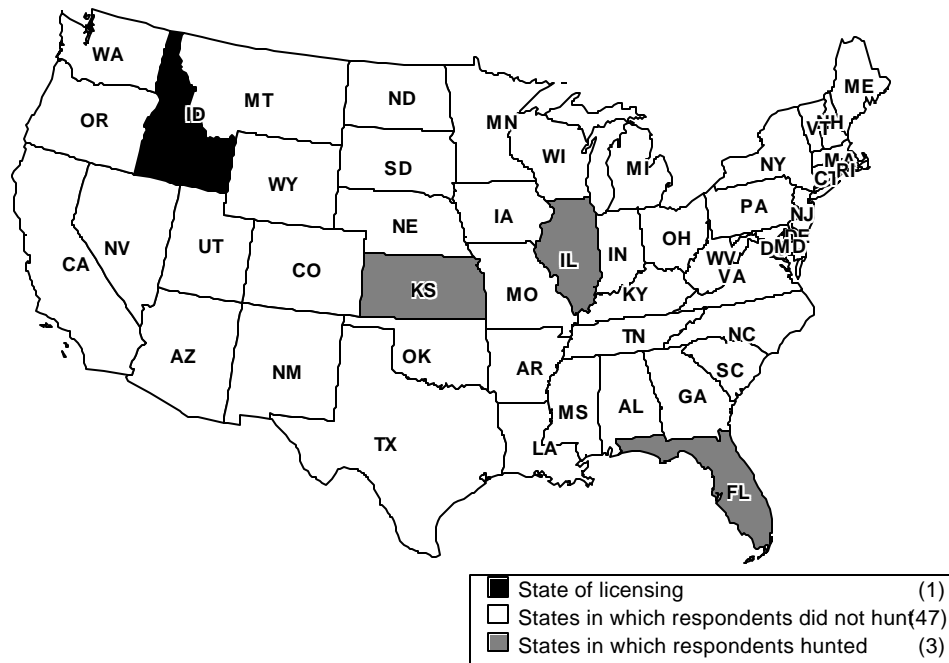 WA
MT
ND
ME
OR
ID
MN
VT
NH
WI
MI
SD
WY
NY
MA
CT
RI
IA
PA
NE
NJ
NV
UT
OH
IN
IL
DE
DC
MD
CA
CO
WV
VA
KS
MO
KY
TN
NC
AZ
OK
NM
AR
SC
GA
MS
AL
TX
LA
FL
State of licensing (1)
States in which respondents did not hunt (47)
States in which respondents hunted (3)